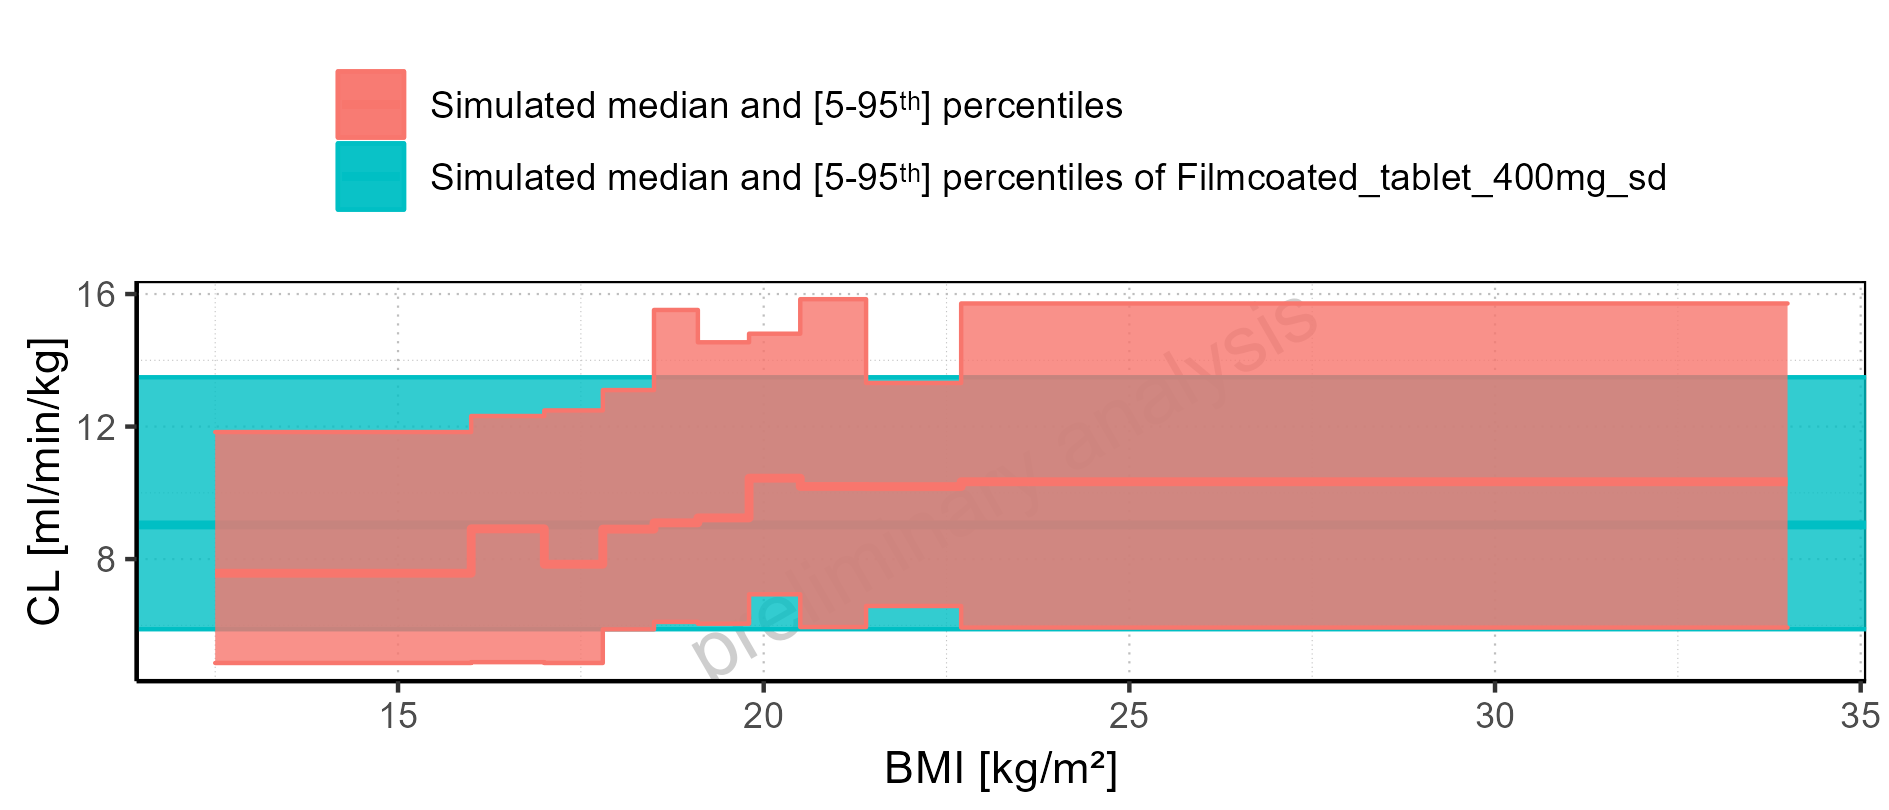 Simulated median and [5-95ᵗʰ] percentiles
Simulated median and [5-95ᵗʰ] percentiles of Filmcoated_tablet_400mg_sd
16
12
8
CL [ml/min/kg]
preliminary analysis
15 20 25 30 35
BMI [kg/m²]